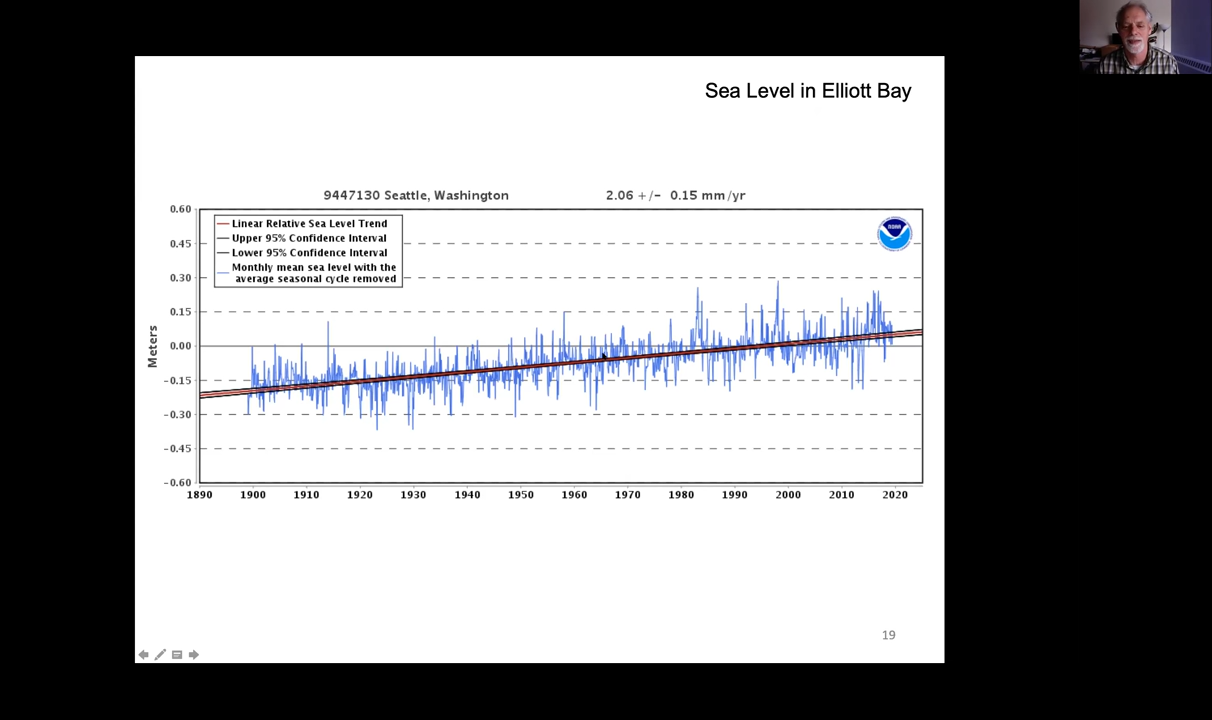 Sea Level in Elliott Bay
9447130 Seattle, Washington 2.06 +/- 0.15 mm/yr
Linear Relative Sea Level Trend
Upper 95% Confidence Interval
Lower 95% Confidence Interval
Monthly mean sea level with the
average seasonal cycle removed
NOAA
Meters
0.60
0.45
0.30
0.15
0.00
-0.15
-0.30
-0.45
-0.60
1890 1900 1910 1920 1930 1940 1950 1960 1970 1980 1990 2000 2010 2020
19